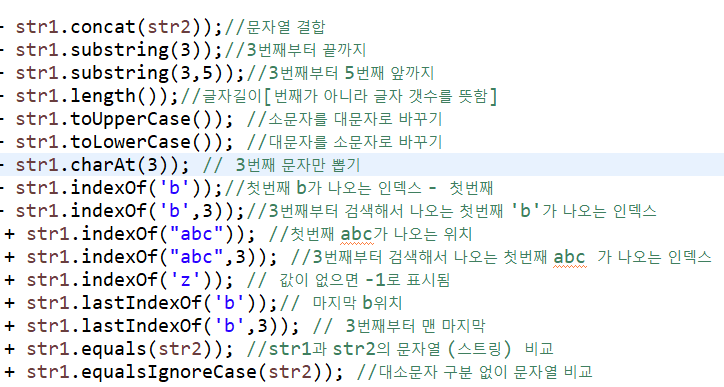 - str1.concat(str2));//문자열 결합
- str1.substring(3));//3번째부터 끝까지
- str1.substring(3,5));//3번째부터 5번째 앞까지
- str1.length());//글자길이[번째가 아니라 글자 갯수를 뜻함]
- str1.toUpperCase()); //소문자를 대문자로 바꾸기
- str1.toLowerCase()); //대문자를 소문자로 바꾸기
- str1.charAt(3)); // 3번째 문자만 뽑기
- str1.indexOf('b'));//첫번째 b가 나오는 인덱스 - 첫번째
- str1.indexOf('b',3));//3번째부터 검색해서 나오는 첫번째 'b'가 나오는 인덱스
+ str1.indexOf("abc")); //첫번째 abc가 나오는 위치
+ str1.indexOf("abc",3)); //3번째부터 검색해서 나오는 첫번째 abc 가 나오는 인덱스
+ str1.indexOf('z')); // 값이 없으면 -1로 표시됨
+ str1.lastIndexOf('b'));// 마지막 b위치
+ str1.lastIndexOf('b',3)); // 3번째부터 맨 마지막
+ str1.equals(str2)); //str1과 str2의 문자열 (스트링) 비교
+ str1.equalsIgnoreCase(str2)); //대소문자 구분 없이 문자열 비교